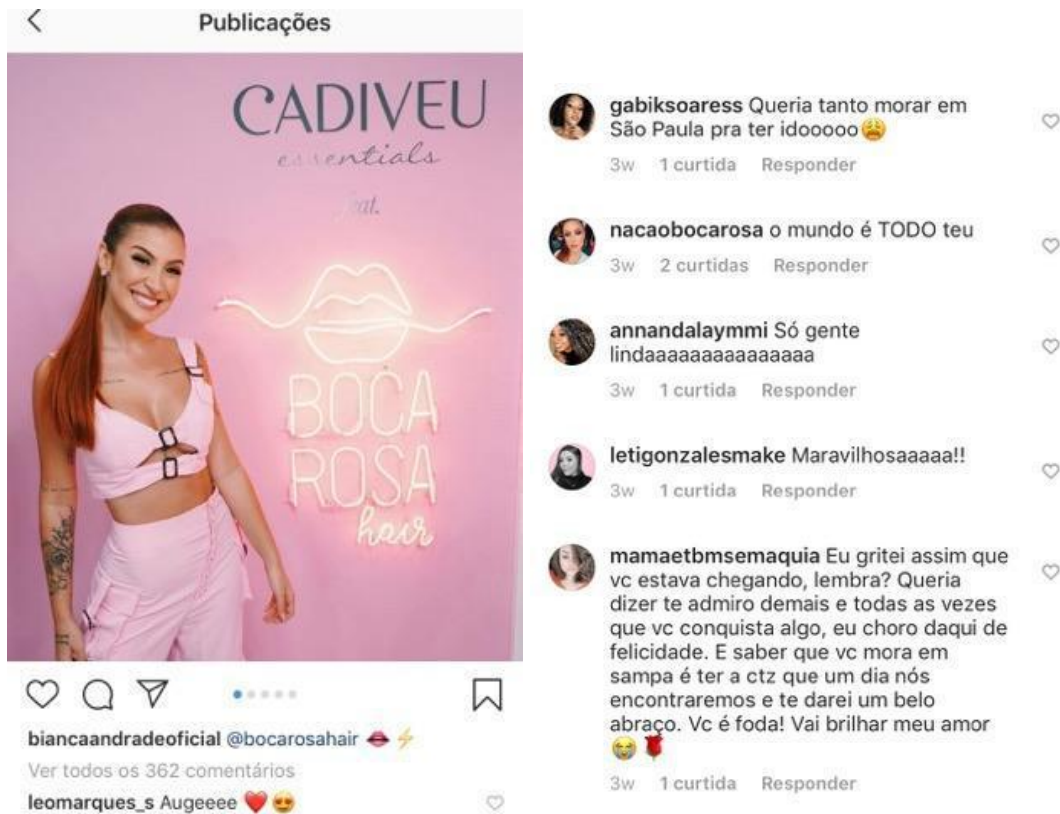 Publicações
CADIVEU
essentials
BOCA
ROSA
hair
biancaandradeoficial @bocarosahair 👄⚡
Ver todos os 362 comentários
leomarques_s Augeeee ❤️😍
gabiksoaress Queria tanto morar em
São Paula pra ter idooooo😩
3w 1 curtida Responder
nacaobocarosa o mundo é TODO teu
3w 2 curtidas Responder
annandalaymmi Só gente
lindaaaaaaaaaaaaaaa
3w 1 curtida Responder
letigonzalesmake Maravilhosaaaaa!!
3w 1 curtida Responder
mamaetbmsemaquia Eu gritei assim que
vc estava chegando, lembra? Queria
dizer te admiro demais e todas as vezes
que vc conquista algo, eu choro daqui de
felicidade. E saber que vc mora em
sampa é ter a ctz que um dia nós
encontraremos e te darei um belo
abraço. Vc é foda! Vai brilhar meu amor
😭🌹
3w 1 curtida Responder